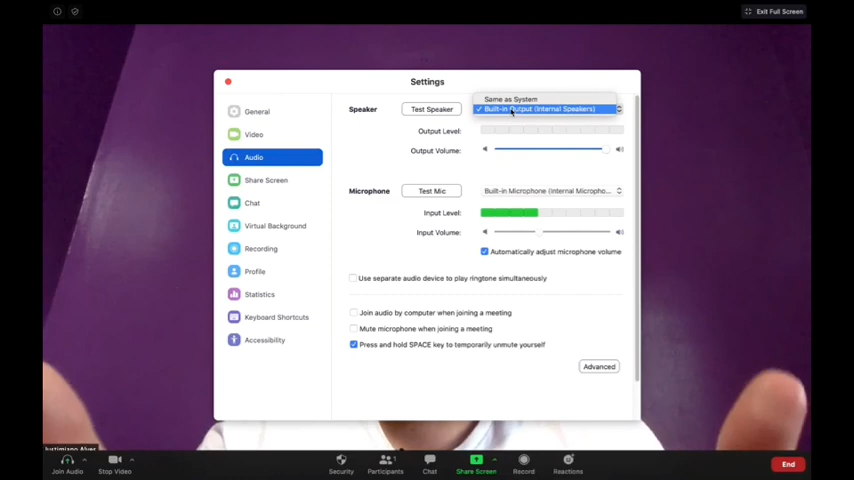 Exit Full Screen
Settings
General
Video
Audio
Share Screen
Chat
Virtual Background
Recording
Profile
Statistics
Keyboard Shortcuts
Accessibility
Speaker
Test Speaker
Same as System
✓ Built-in Output (Internal Speakers)
Output Level:
Output Volume:
Microphone
Test Mic
Built-in Microphone (Internal Micropho...
Input Level:
Input Volume:
Automatically adjust microphone volume
Use separate audio device to play ringtone simultaneously
Join audio by computer when joining a meeting
Mute microphone when joining a meeting
Press and hold SPACE key to temporarily unmute yourself
Advanced
Join Audio
Stop Video
Security
Participants
1
Chat
Share Screen
Record
Reactions
End